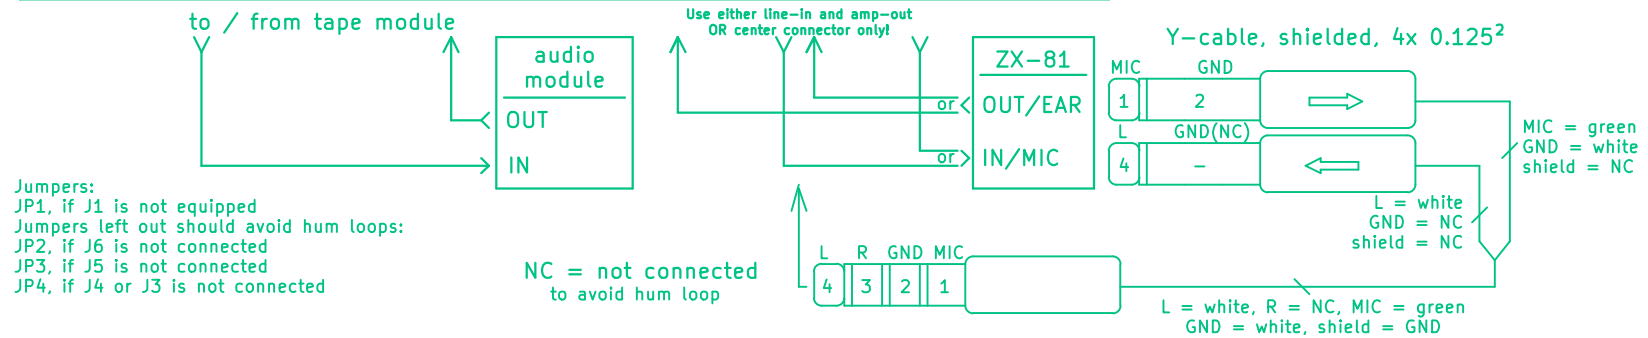 to / from tape module
Use either line-in and amp-out
OR center connector only!
audio
module
OUT
IN
ZX-81
or
OUT/EAR
or
IN/MIC
Y-cable, shielded, 4x 0.125²
MIC
GND
1
2
L
GND(NC)
4
-
MIC = green
GND = white
shield = NC
L = white
GND = NC
shield = NC
Jumpers:
JP1, if J1 is not equipped
Jumpers left out should avoid hum loops:
JP2, if J6 is not connected
JP3, if J5 is not connected
JP4, if J4 or J3 is not connected
NC = not connected
to avoid hum loop
L R GND MIC
4 3 2 1
L = white, R = NC, MIC = green
GND = white, shield = GND